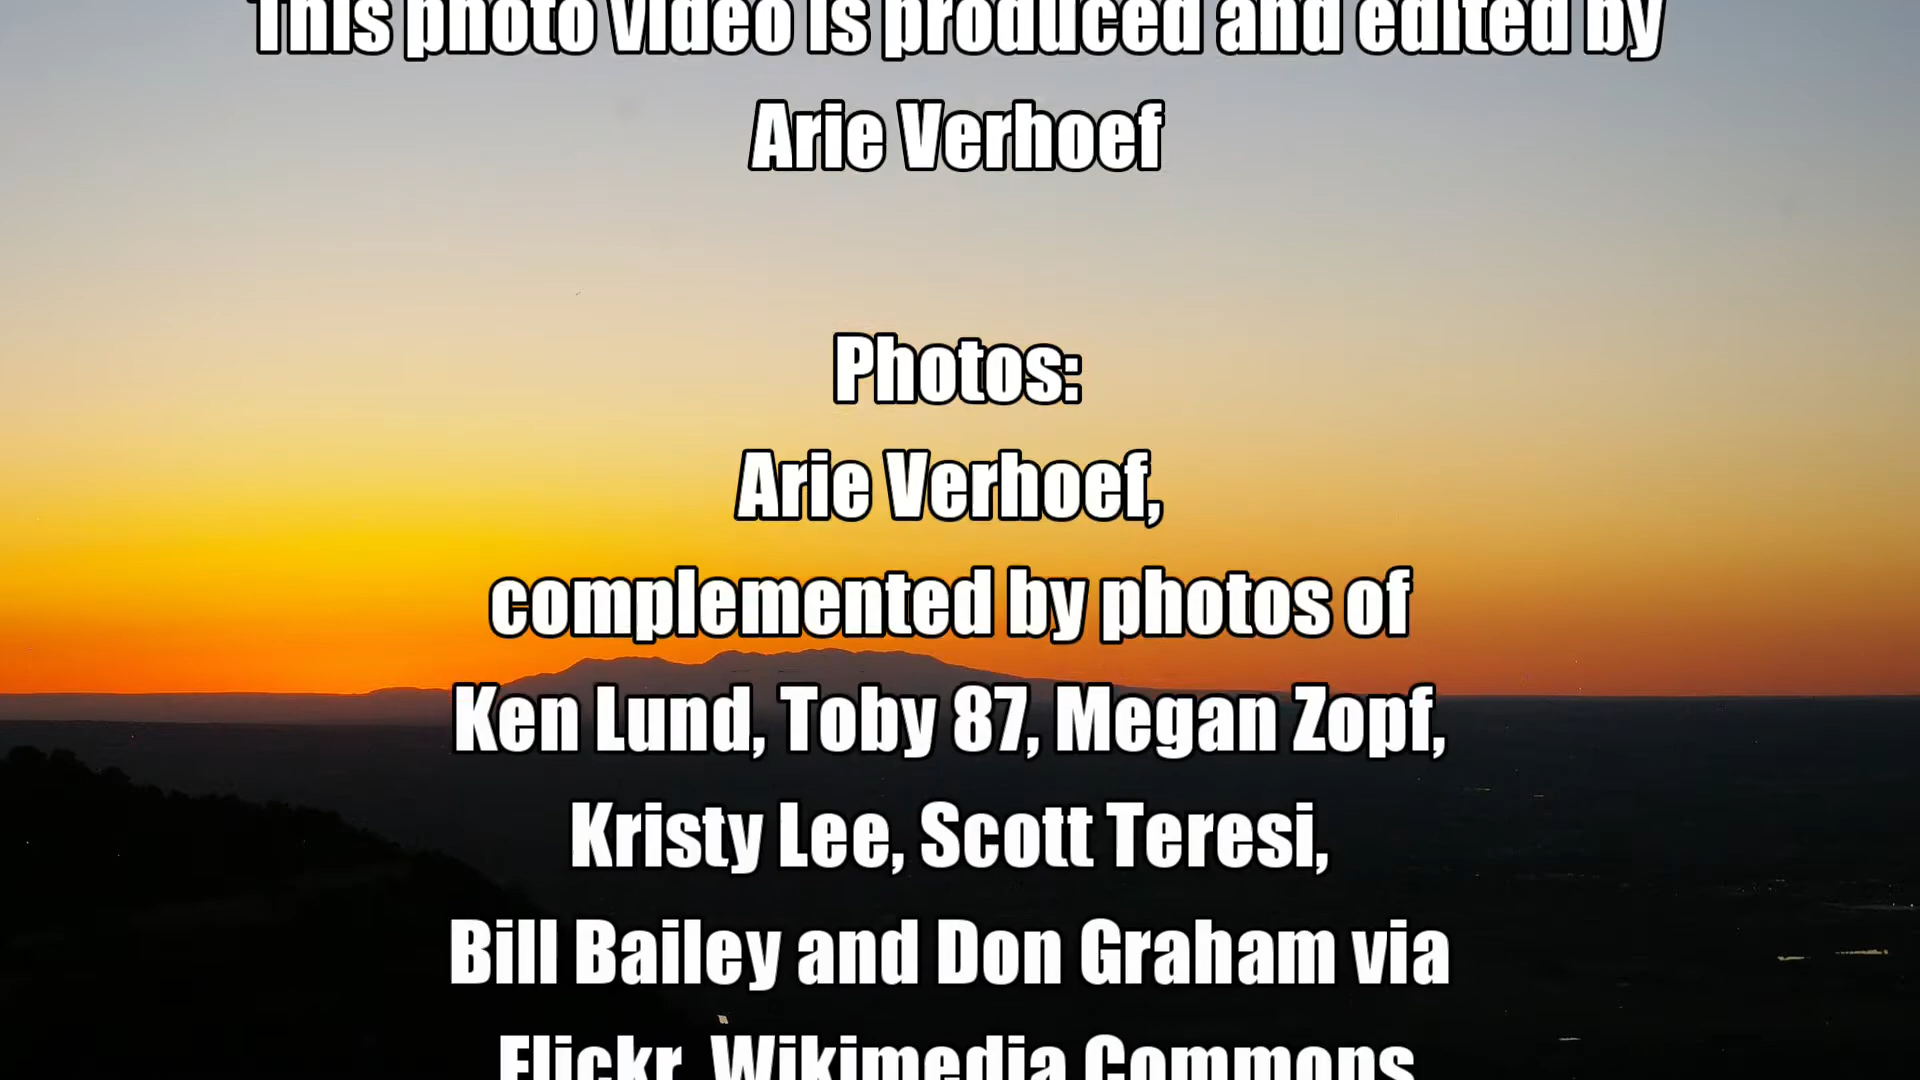 This photo video is produced and edited by
Arie Verhoef
Photos:
Arie Verhoef,
complemented by photos of
Ken Lund, Toby 87, Megan Zopf,
Kristy Lee, Scott Teresi,
Bill Bailey and Don Graham via
Flickr, Wikimedia Commons